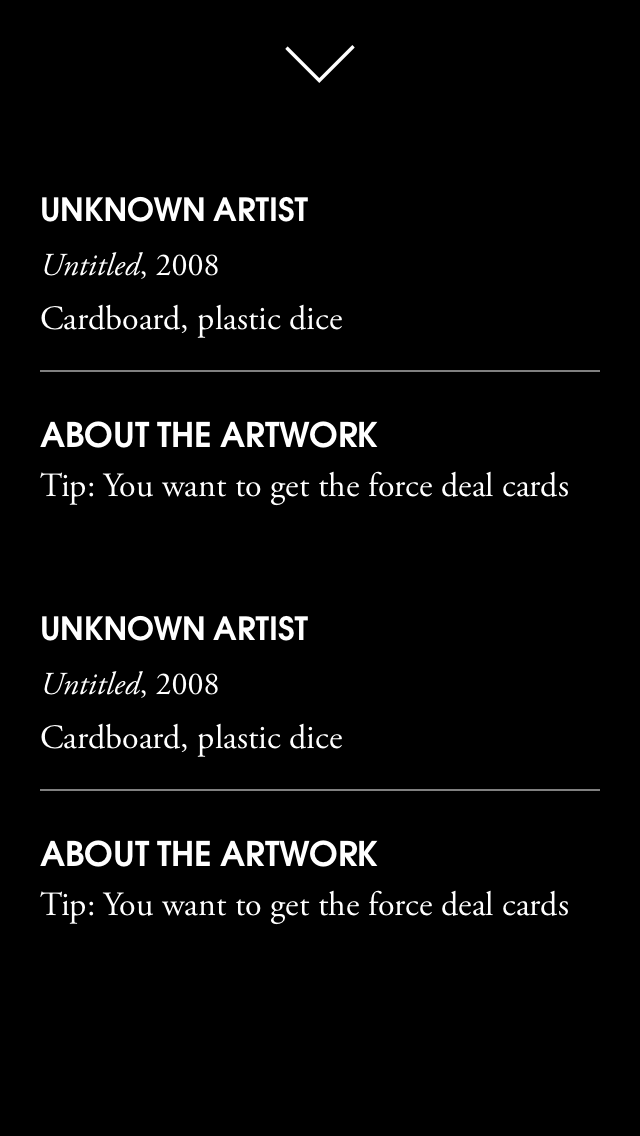 UNKNOWN ARTIST
Untitled, 2008
Cardboard, plastic dice
ABOUT THE ARTWORK
Tip: You want to get the force deal cards
UNKNOWN ARTIST
Untitled, 2008
Cardboard, plastic dice
ABOUT THE ARTWORK
Tip: You want to get the force deal cards